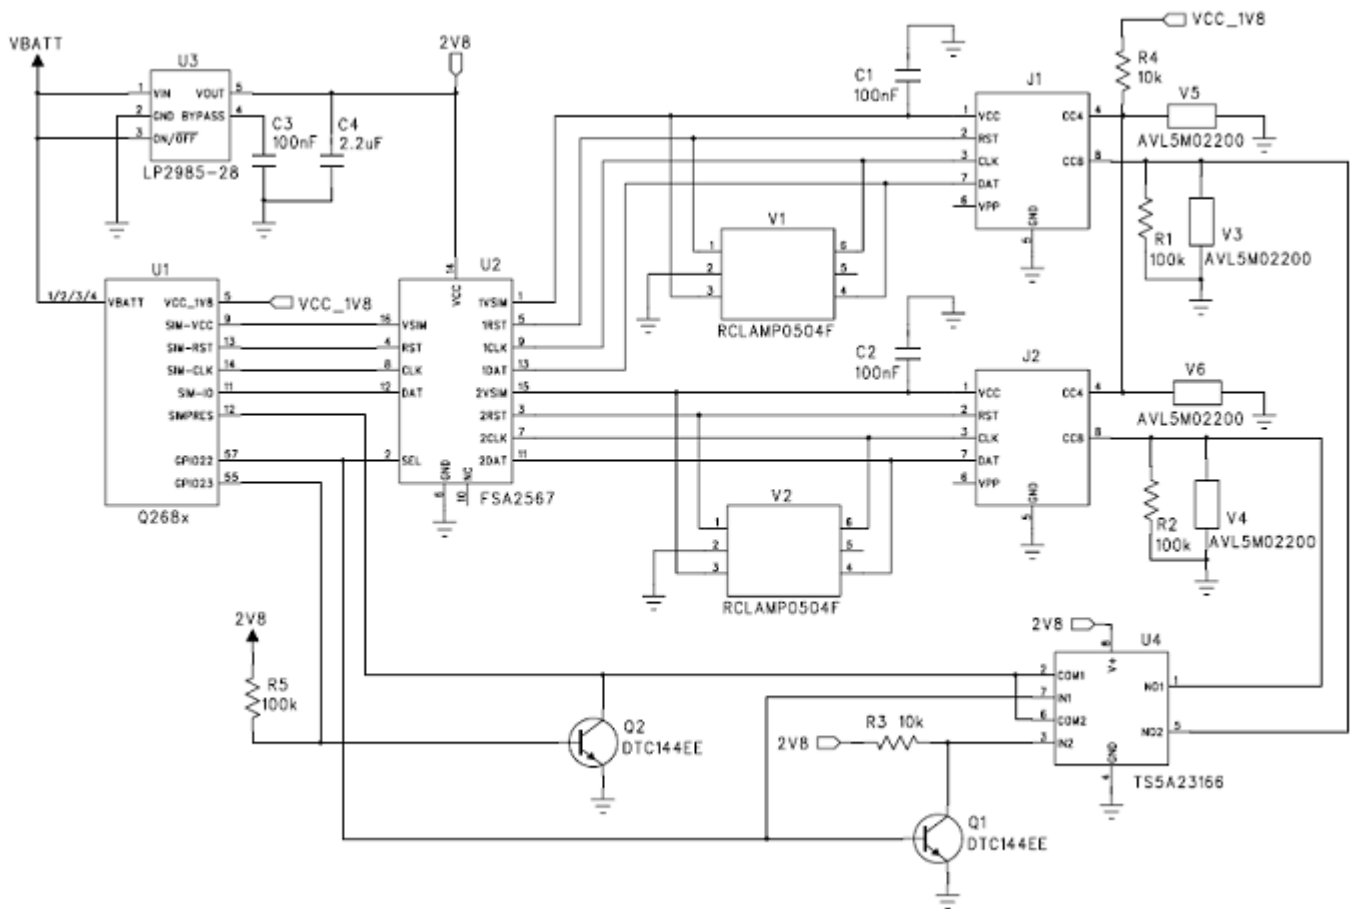 VCC_1V8
VBATT
2V8
U3
1 VIN VOUT 5
2 GND BYPASS 4
3 ON/OFF
LP2985-28
C3
100nF
C4
2.2uF
C1
100nF
J1
1 VCC CC4 4
2 RST
3 CLK CC8 8
7 DAT
6 VPP
GND
5
R4
10k
V5
AVL5M02200
R1
100k
V3
AVL5M02200
V1
1 6
2 5
3 4
RCLAMP0504F
U1
1/2/3/4 VBATT VCC_1V8 5
VCC_1V8
SIM-VCC 9
SIM-RST 13
SIM-CLK 14
SIM-IO 11
SIMPRES 12
GPIO22 57
GPIO23 55
Q268x
U2
14
VCC
16 VSIM 1VSIM 1
4 RST 1RST 5
8 CLK 1CLK 9
12 DAT 1DAT 13
2VSIM 15
2RST 3
2CLK 7
2 SEL 2DAT 11
GND
6
NC
10
FSA2567
C2
100nF
J2
1 VCC CC4 4
2 RST
3 CLK CC8 8
7 DAT
6 VPP
GND
5
V6
AVL5M02200
R2
100k
V4
AVL5M02200
V2
1 6
2 5
3 4
RCLAMP0504F
2V8
R5
100k
Q2
DTC144EE
2V8
R3 10k
2V8
8
V+
U4
2 COM1 NO1 1
7 IN1
6 COM2 NO2 5
3 IN2
GND
4
TS5A23166
Q1
DTC144EE